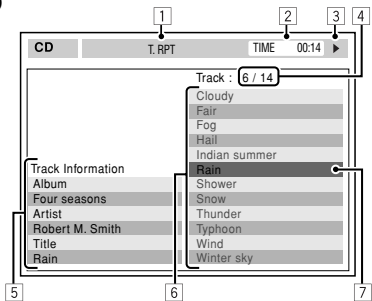 1 2 3 4
CD T. RPT TIME 00:14
Track : 6 / 14
Cloudy
Fair
Fog
Hail
Indian summer
Track Information Rain
Album Shower
Four seasons Snow
Artist Thunder
Robert M. Smith Typhoon
Title Wind
Rain Winter sky
5 6 7